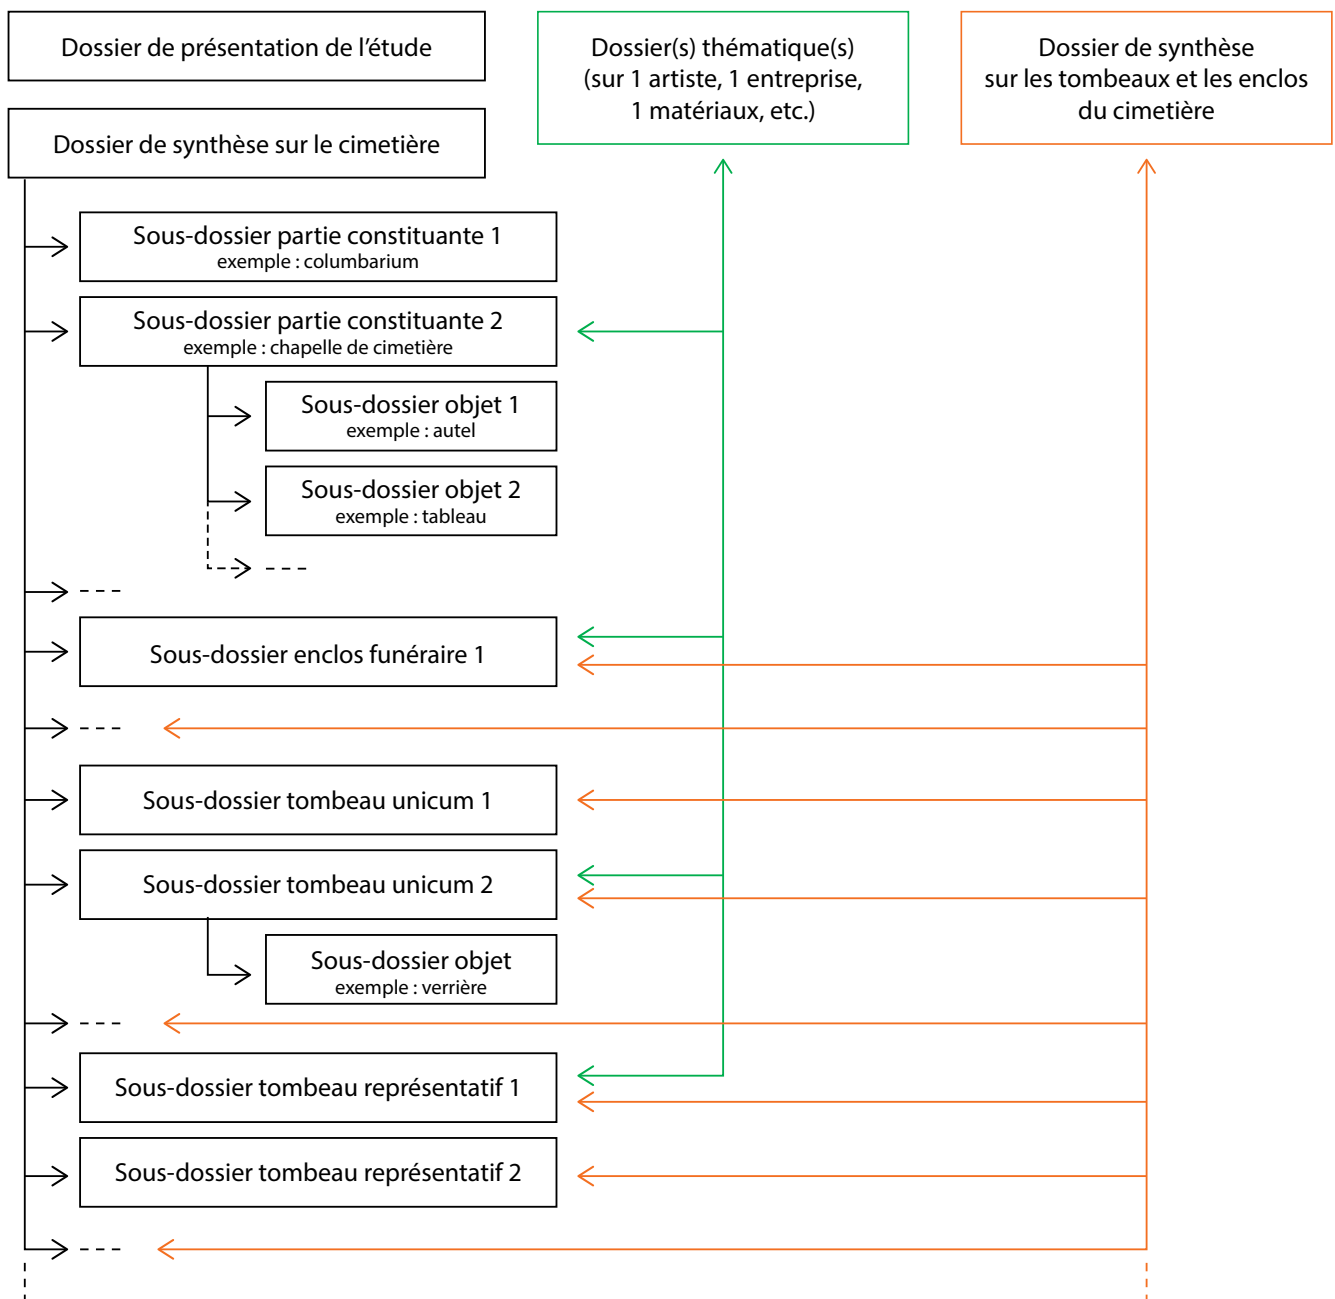 Dossier de présentation de l’étude
Dossier(s) thématique(s)
(sur 1 artiste, 1 entreprise,
1 matériaux, etc.)
Dossier de synthèse
sur les tombeaux et les enclos
du cimetière
Dossier de synthèse sur le cimetière
Sous-dossier partie constituante 1
exemple : columbarium
Sous-dossier partie constituante 2
exemple : chapelle de cimetière
Sous-dossier objet 1
exemple : autel
Sous-dossier objet 2
exemple : tableau
Sous-dossier enclos funéraire 1
Sous-dossier tombeau unicum 1
Sous-dossier tombeau unicum 2
Sous-dossier objet
exemple : verrière
Sous-dossier tombeau représentatif 1
Sous-dossier tombeau représentatif 2